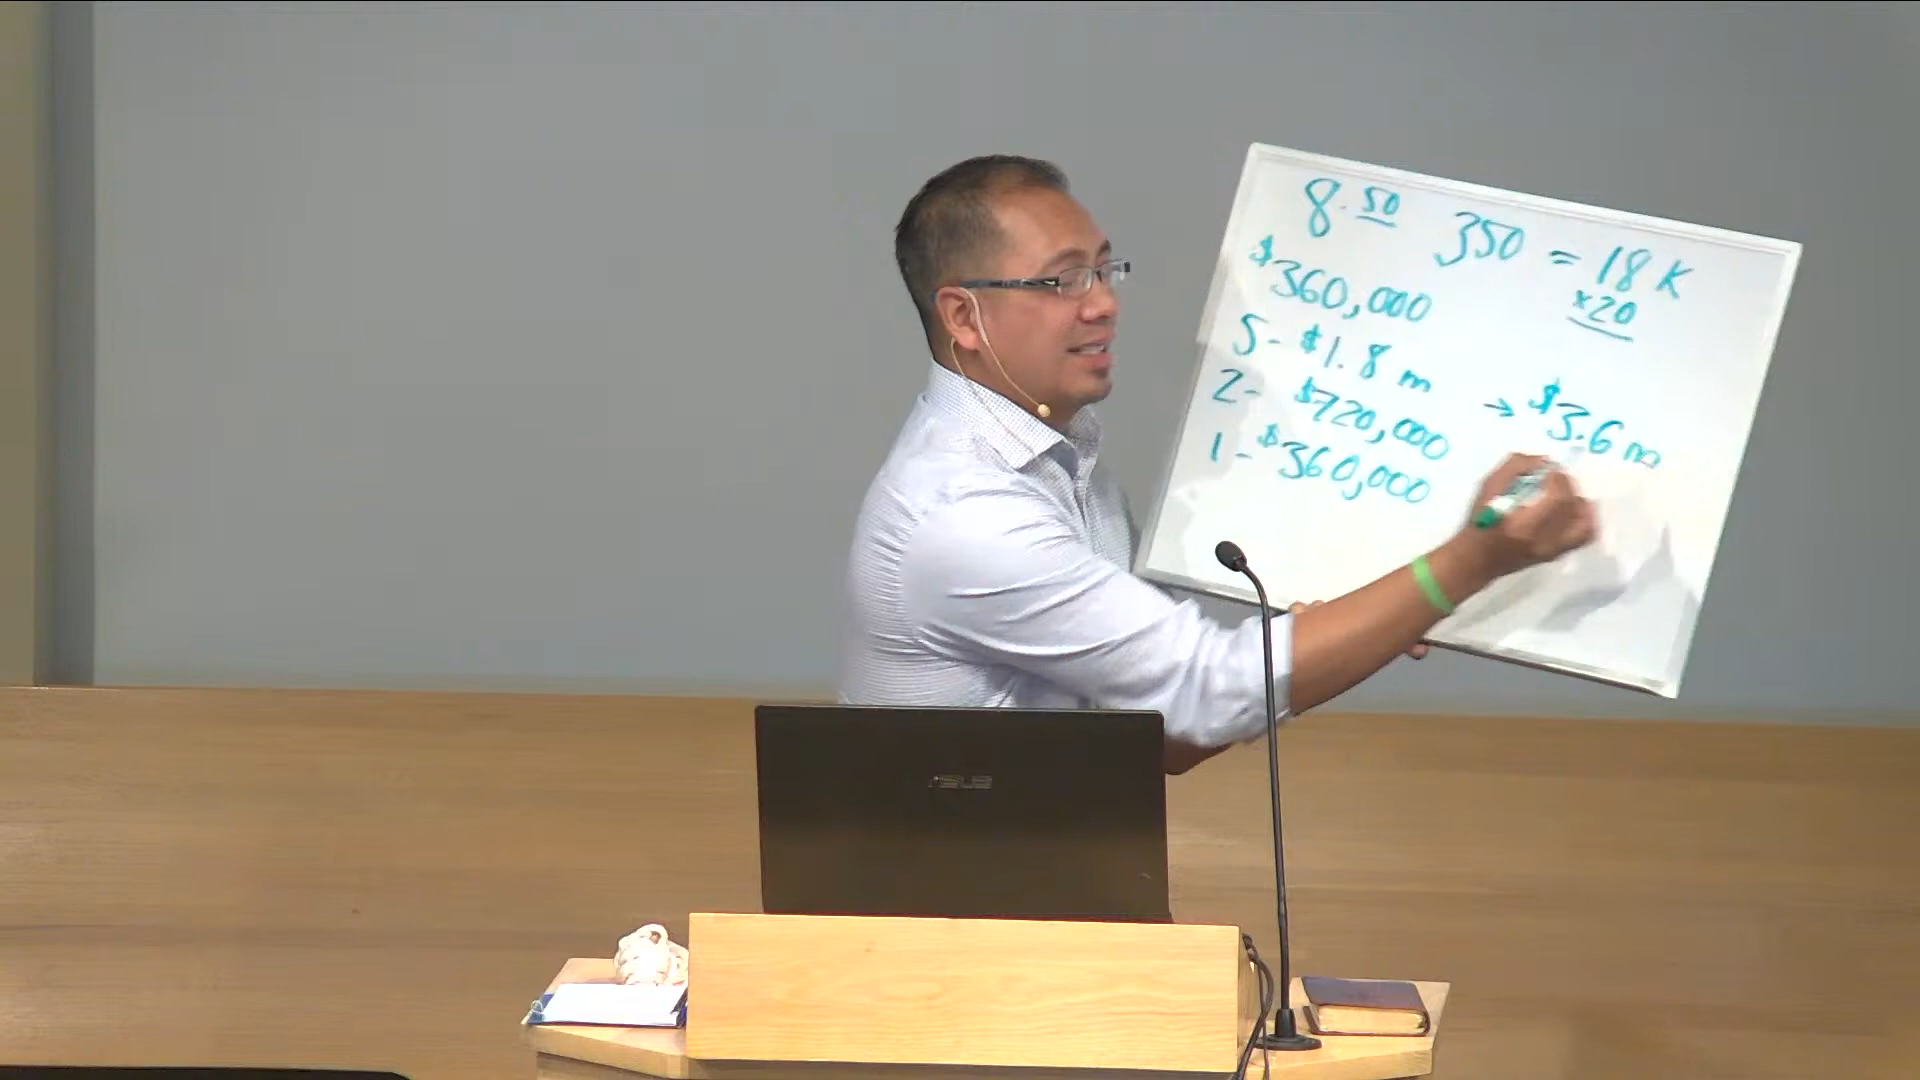 8.50 350 = 18 K
x20
$360,000
5 - $1.8 m
2 - $720,000 → $3.6 m
1 - $360,000
ASUS